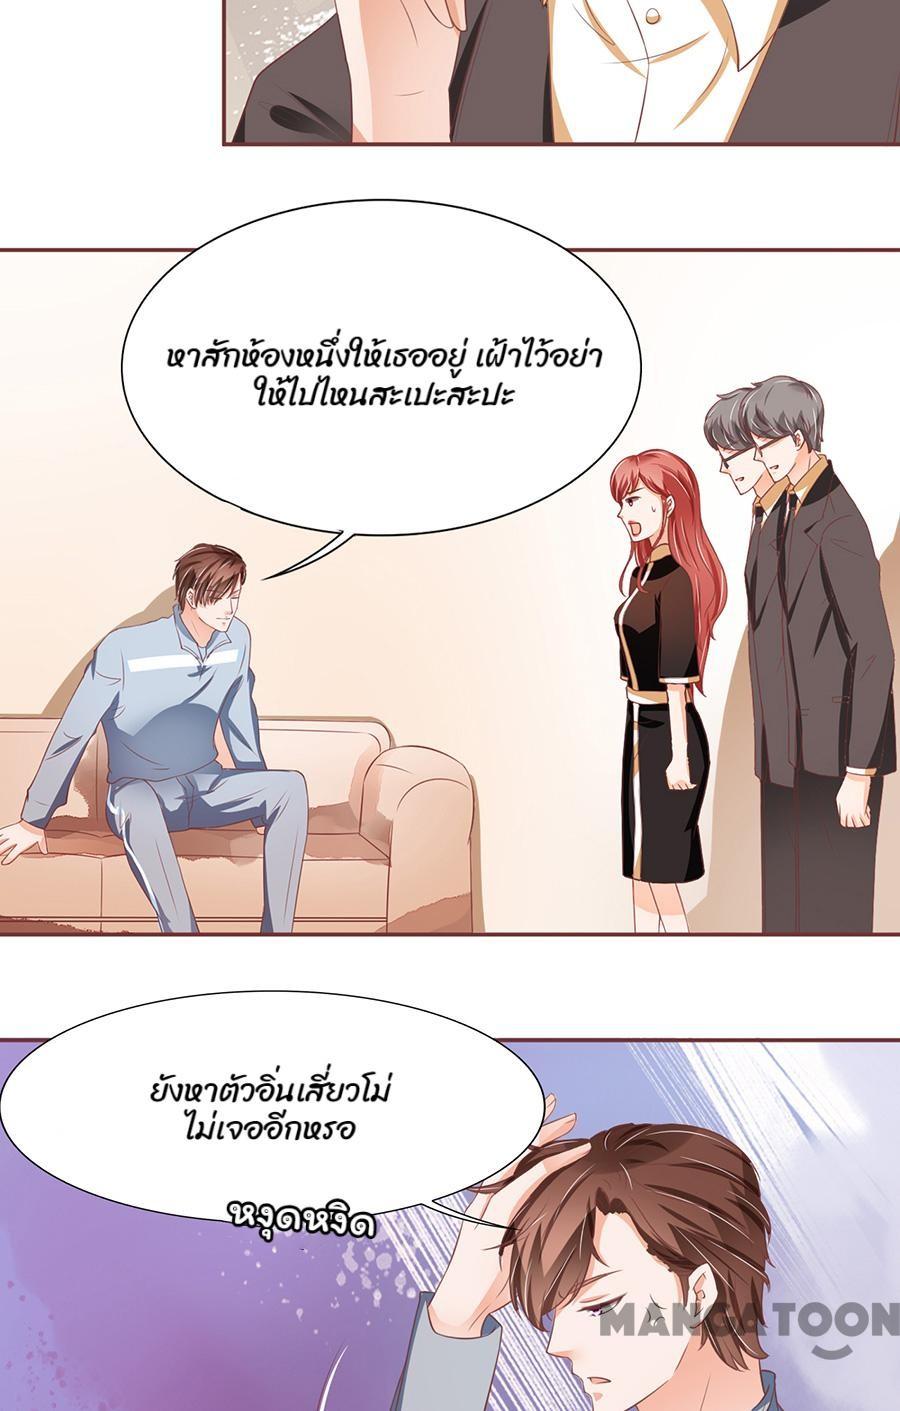 หาสักห้องหนึ่งให้เธออยู่ เฝ้าไว้อย่า
ให้ไปไหนสะเปะสะปะ
ยังหาตัวอิ่นเสี่ยวโม่
ไม่เจออีกหรอ
หงุดหงิด
MANGATOON